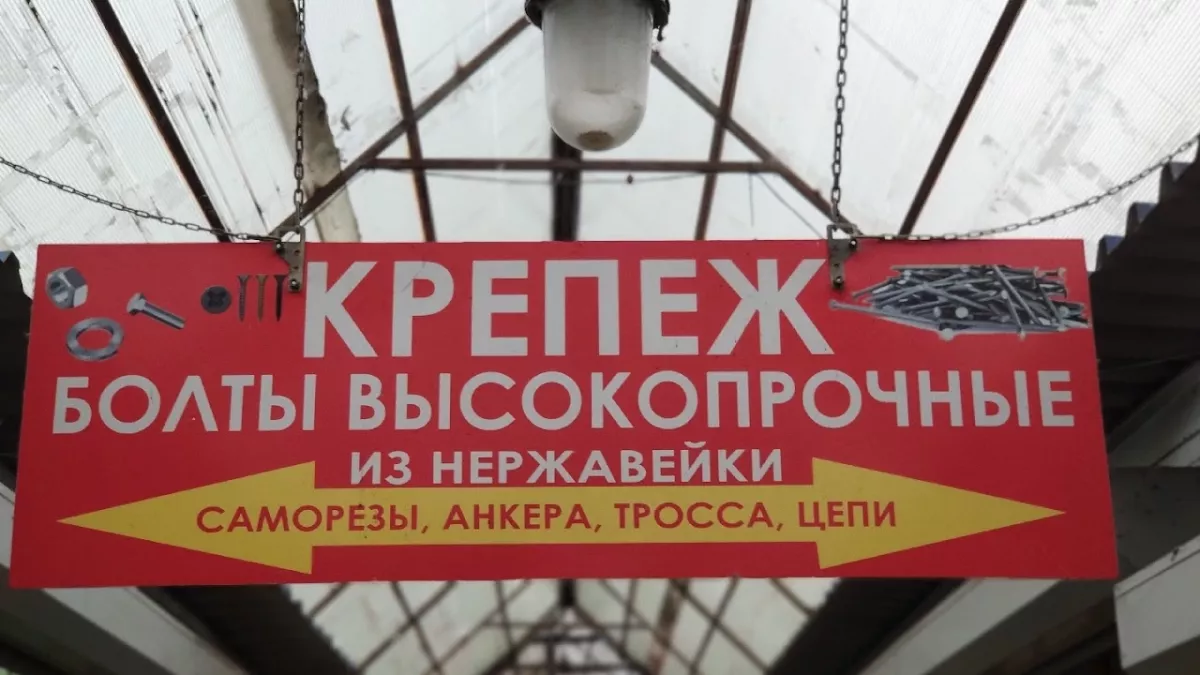 КРЕПЕЖ
БОЛТЫ ВЫСОКОПРОЧНЫЕ
ИЗ НЕРЖАВЕЙКИ
САМОРЕЗЫ, АНКЕРА, ТРОССА, ЦЕПИ